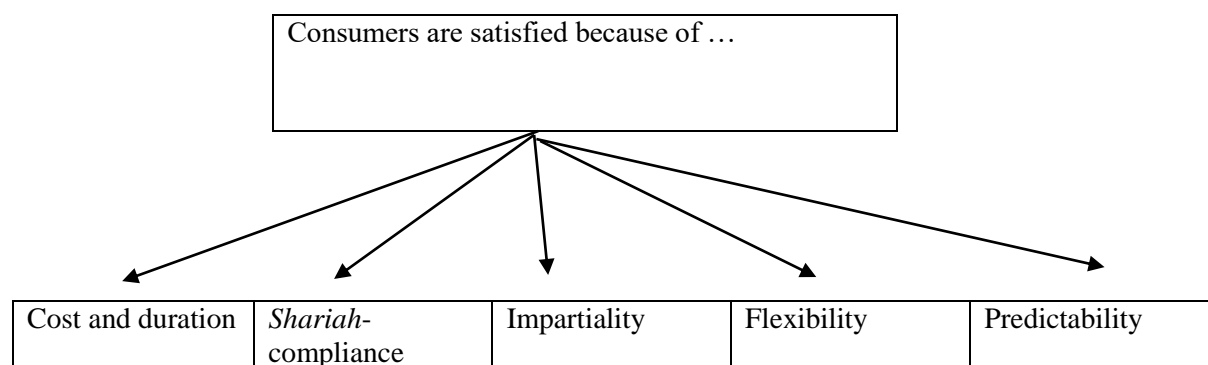 Consumers are satisfied because of …
Cost and duration
Shariah-
compliance
Impartiality
Flexibility
Predictability